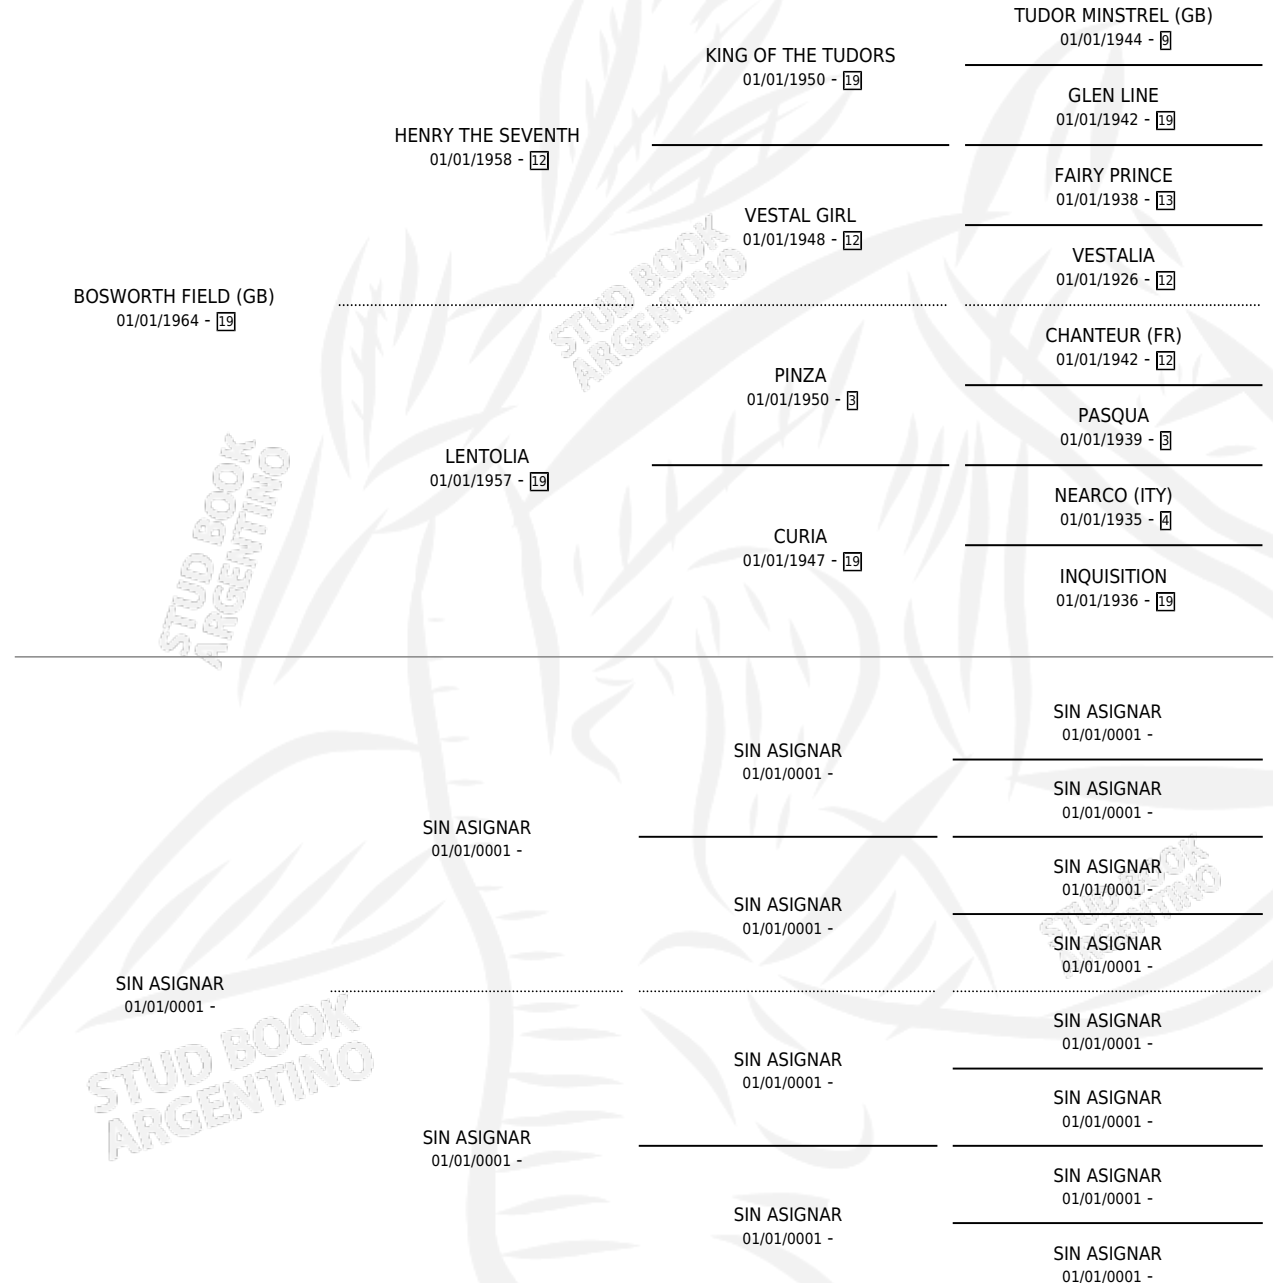 TUDOR MINSTREL (GB)
01/01/1944 - 9
KING OF THE TUDORS
01/01/1950 - 19
GLEN LINE
01/01/1942 - 19
HENRY THE SEVENTH
01/01/1958 - 12
FAIRY PRINCE
01/01/1938 - 13
VESTAL GIRL
01/01/1948 - 12
VESTALIA
01/01/1926 - 12
BOSWORTH FIELD (GB)
01/01/1964 - 19
STUD BOOK
ARGENTINO
CHANTEUR (FR)
01/01/1942 - 12
PINZA
01/01/1950 - 3
PASQUA
01/01/1939 - 3
LENTOLIA
01/01/1957 - 19
NEARCO (ITY)
01/01/1935 - 4
CURIA
01/01/1947 - 19
INQUISITION
01/01/1936 - 19
STUD BOOK
ARGENTINO
SIN ASIGNAR
01/01/0001 -
SIN ASIGNAR
01/01/0001 -
SIN ASIGNAR
01/01/0001 -
SIN ASIGNAR
01/01/0001 -
SIN ASIGNAR
01/01/0001 -
SIN ASIGNAR
01/01/0001 -
SIN ASIGNAR
01/01/0001 -
STUD BOOK
ARGENTINO
SIN ASIGNAR
01/01/0001 -
SIN ASIGNAR
01/01/0001 -
SIN ASIGNAR
01/01/0001 -
SIN ASIGNAR
01/01/0001 -
SIN ASIGNAR
01/01/0001 -
SIN ASIGNAR
01/01/0001 -
SIN ASIGNAR
01/01/0001 -
SIN ASIGNAR
01/01/0001 -
STUD BOOK
ARGENTINO